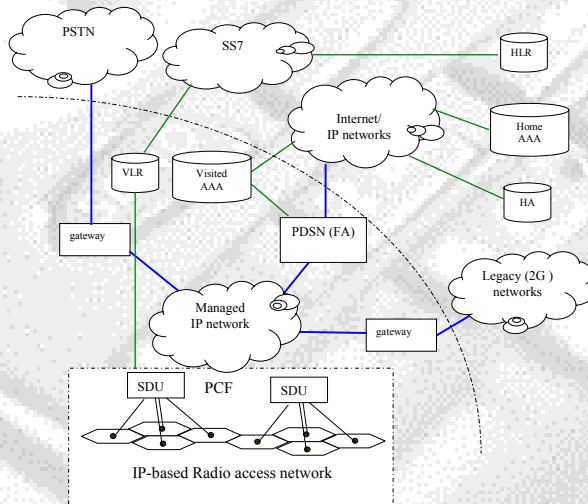 PSTN
SS7
HLR
Internet/
IP networks
Home
AAA
VLR
Visited
AAA
HA
gateway
PDSN (FA)
Legacy (2G )
networks
Managed
IP network
gateway
SDU
PCF
SDU
IP-based Radio access network